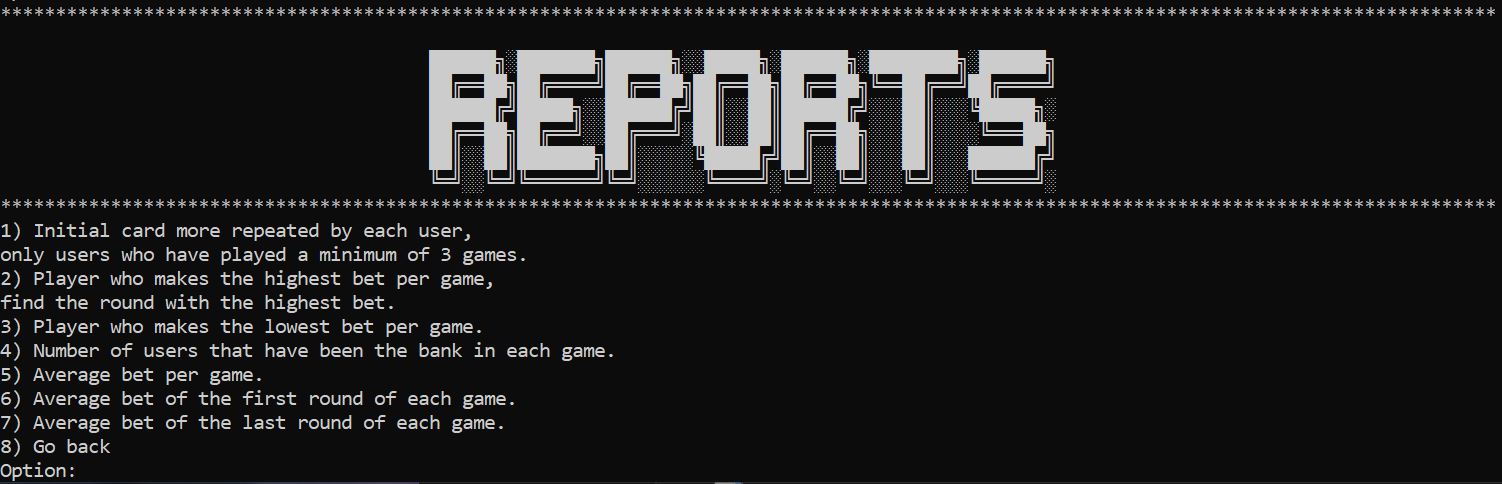 ****************************************************************************************************************************************
REPORTS
****************************************************************************************************************************************
1) Initial card more repeated by each user,
only users who have played a minimum of 3 games.
2) Player who makes the highest bet per game,
find the round with the highest bet.
3) Player who makes the lowest bet per game.
4) Number of users that have been the bank in each game.
5) Average bet per game.
6) Average bet of the first round of each game.
7) Average bet of the last round of each game.
8) Go back
Option: